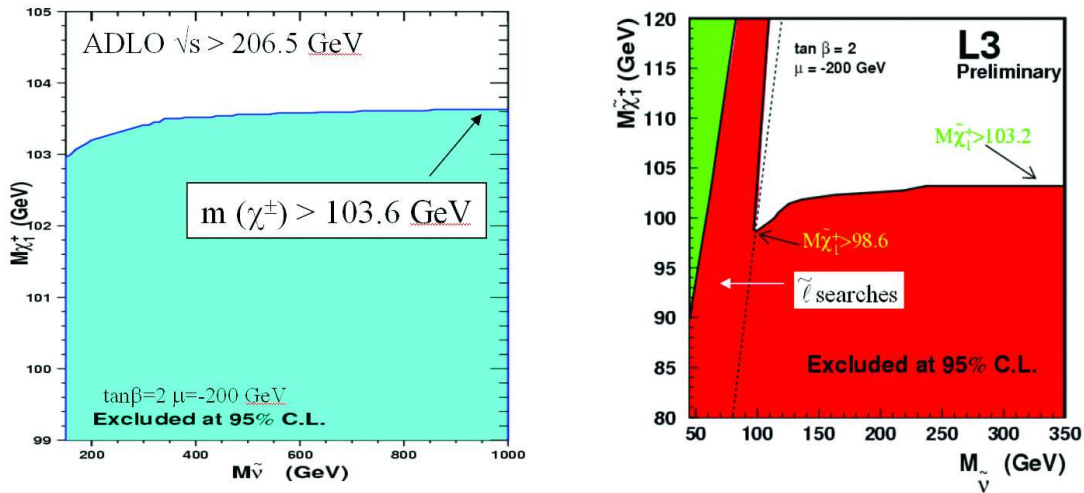 105
104
103
102
101
100
99
Mχ̃₁⁺ (GeV)
ADLO √s > 206.5 GeV
m (χ±) > 103.6 GeV
tanβ=2 μ=-200 GeV
Excluded at 95% C.L.
200 400 600 800 1000
Mν̃ (GeV)
120
115
110
105
100
95
90
85
80
Mχ̃₁⁺ (GeV)
tan β = 2
μ = -200 GeV
L3
Preliminary
Mχ̃₁⁺>103.2
Mχ̃₁⁺>98.6
ℓ̃ searches
Excluded at 95% C.L.
50 100 150 200 250 300 350
Mν̃ (GeV)